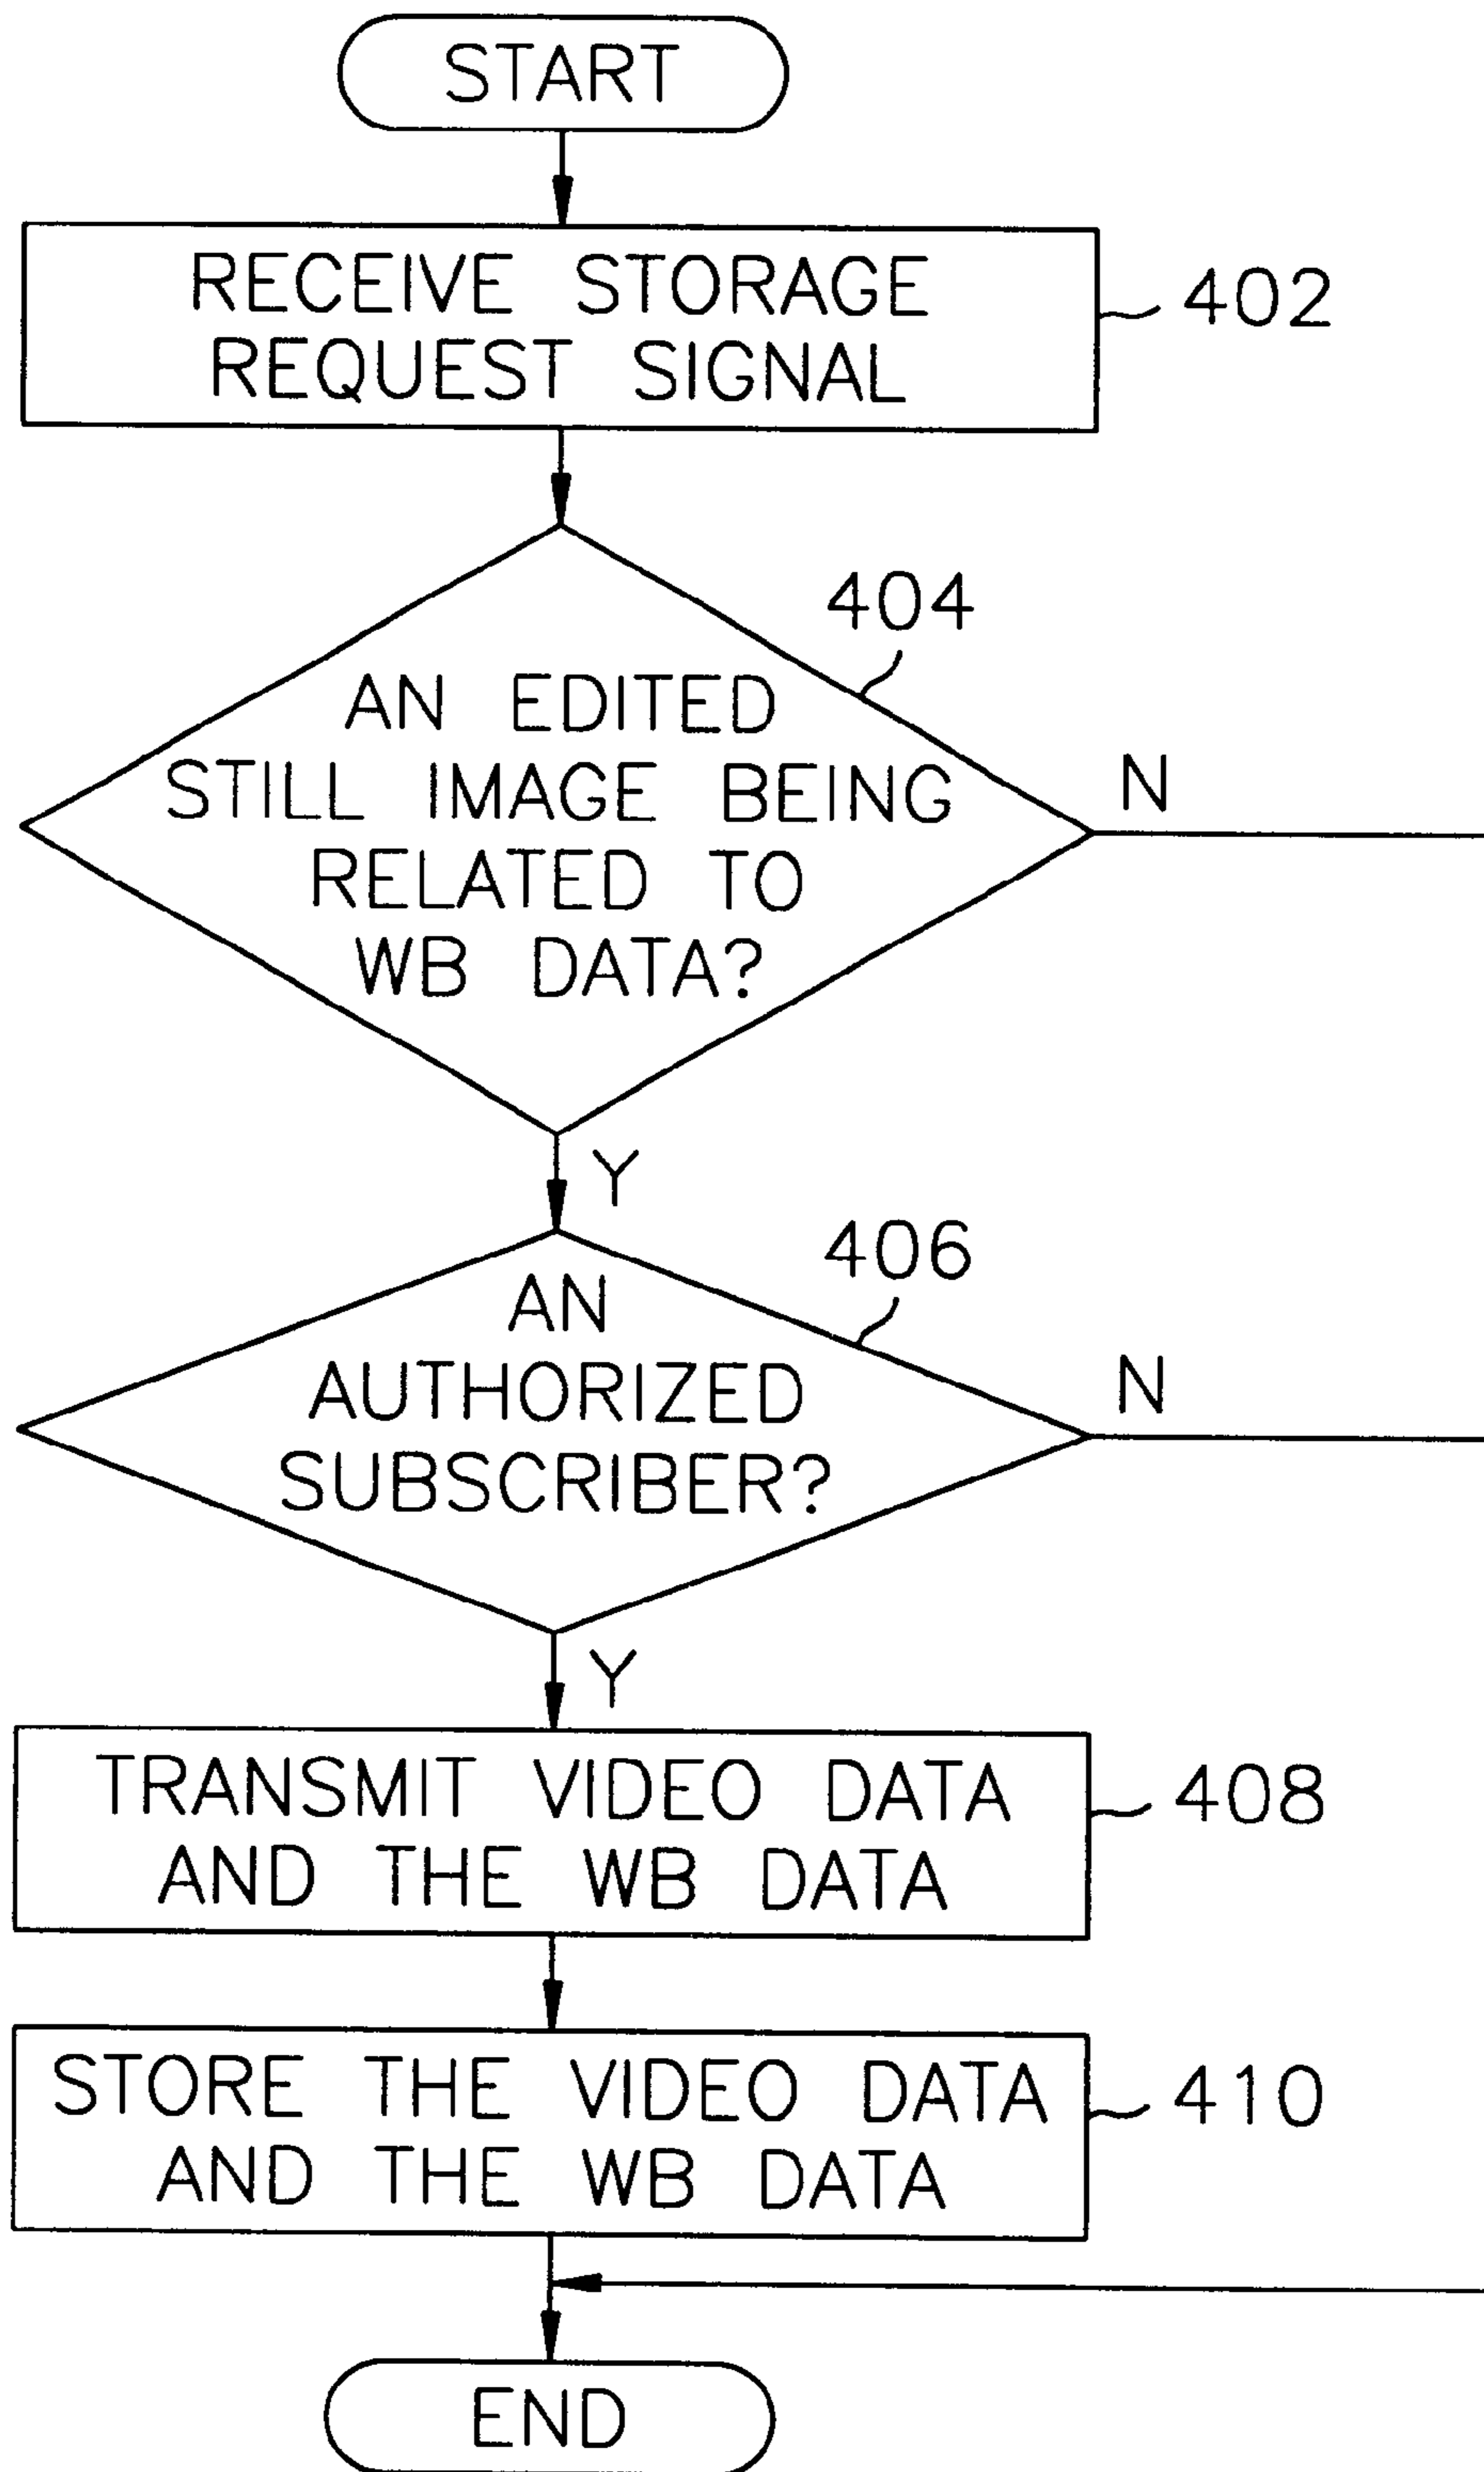 START
RECEIVE STORAGE
REQUEST SIGNAL
402
404
AN EDITED
STILL IMAGE BEING
RELATED TO
WB DATA?
N
Y
406
AN
AUTHORIZED
SUBSCRIBER?
N
Y
TRANSMIT VIDEO DATA
AND THE WB DATA
408
STORE THE VIDEO DATA
AND THE WB DATA
410
END